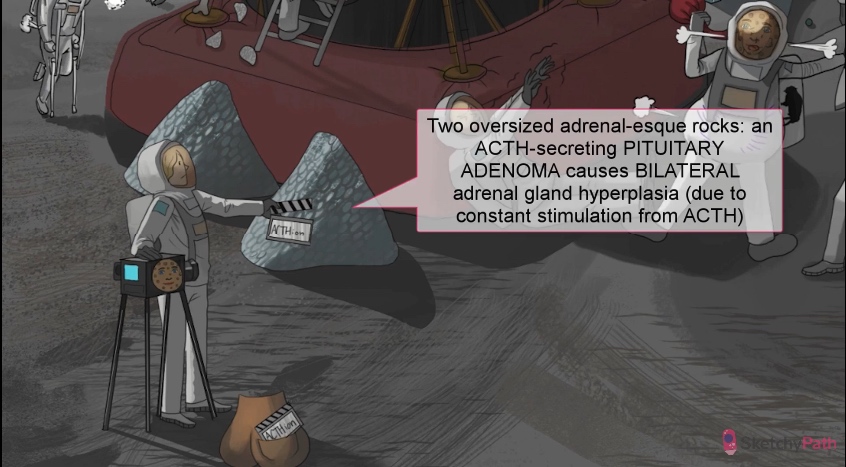 Two oversized adrenal-esque rocks: an
ACTH-secreting PITUITARY
ADENOMA causes BILATERAL
adrenal gland hyperplasia (due to
constant stimulation from ACTH)
ACTHion
ACTHion
SketchyPath